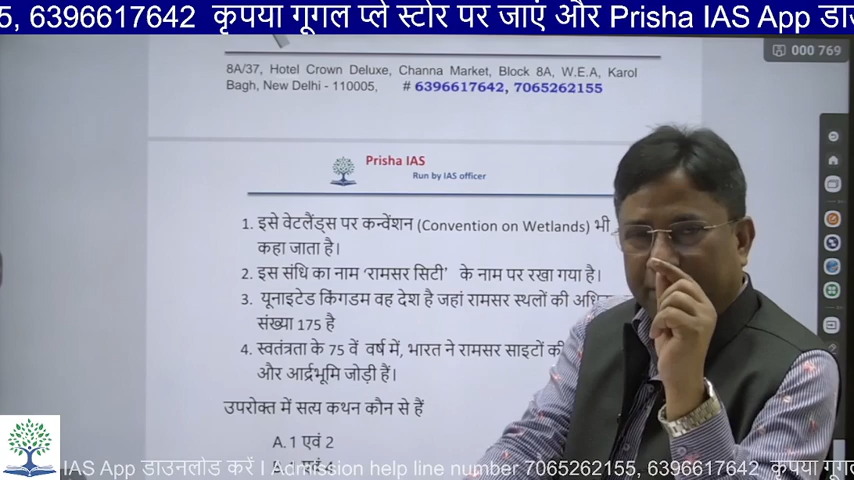 5, 6396617642 कृपया गूगल प्ले स्टोर पर जाएं और Prisha IAS App
000 769
8A/37, Hotel Crown Deluxe, Channa Market, Block 8A, W.E.A, Karol
Bagh, New Delhi - 110005, # 6396617642, 7065262155
Prisha IAS
Run by IAS officer
1. इसे वेटलैंड्स पर कन्वेंशन (Convention on Wetlands) भी
कहा जाता है।
2. इस संधि का नाम ‘रामसर सिटी’ के नाम पर रखा गया है।
3. यूनाइटेड किंगडम वह देश है जहां रामसर स्थलों की
संख्या 175 है
4. स्वतंत्रता के 75 वें वर्ष में, भारत ने रामसर साइटों की
और आर्द्रभूमि जोड़ी हैं।
उपरोक्त में सत्य कथन कौन से हैं
A. 1 एवं 2
IAS App डाउनलोड करें I Admission help line number 7065262155, 6396617642 कृपया